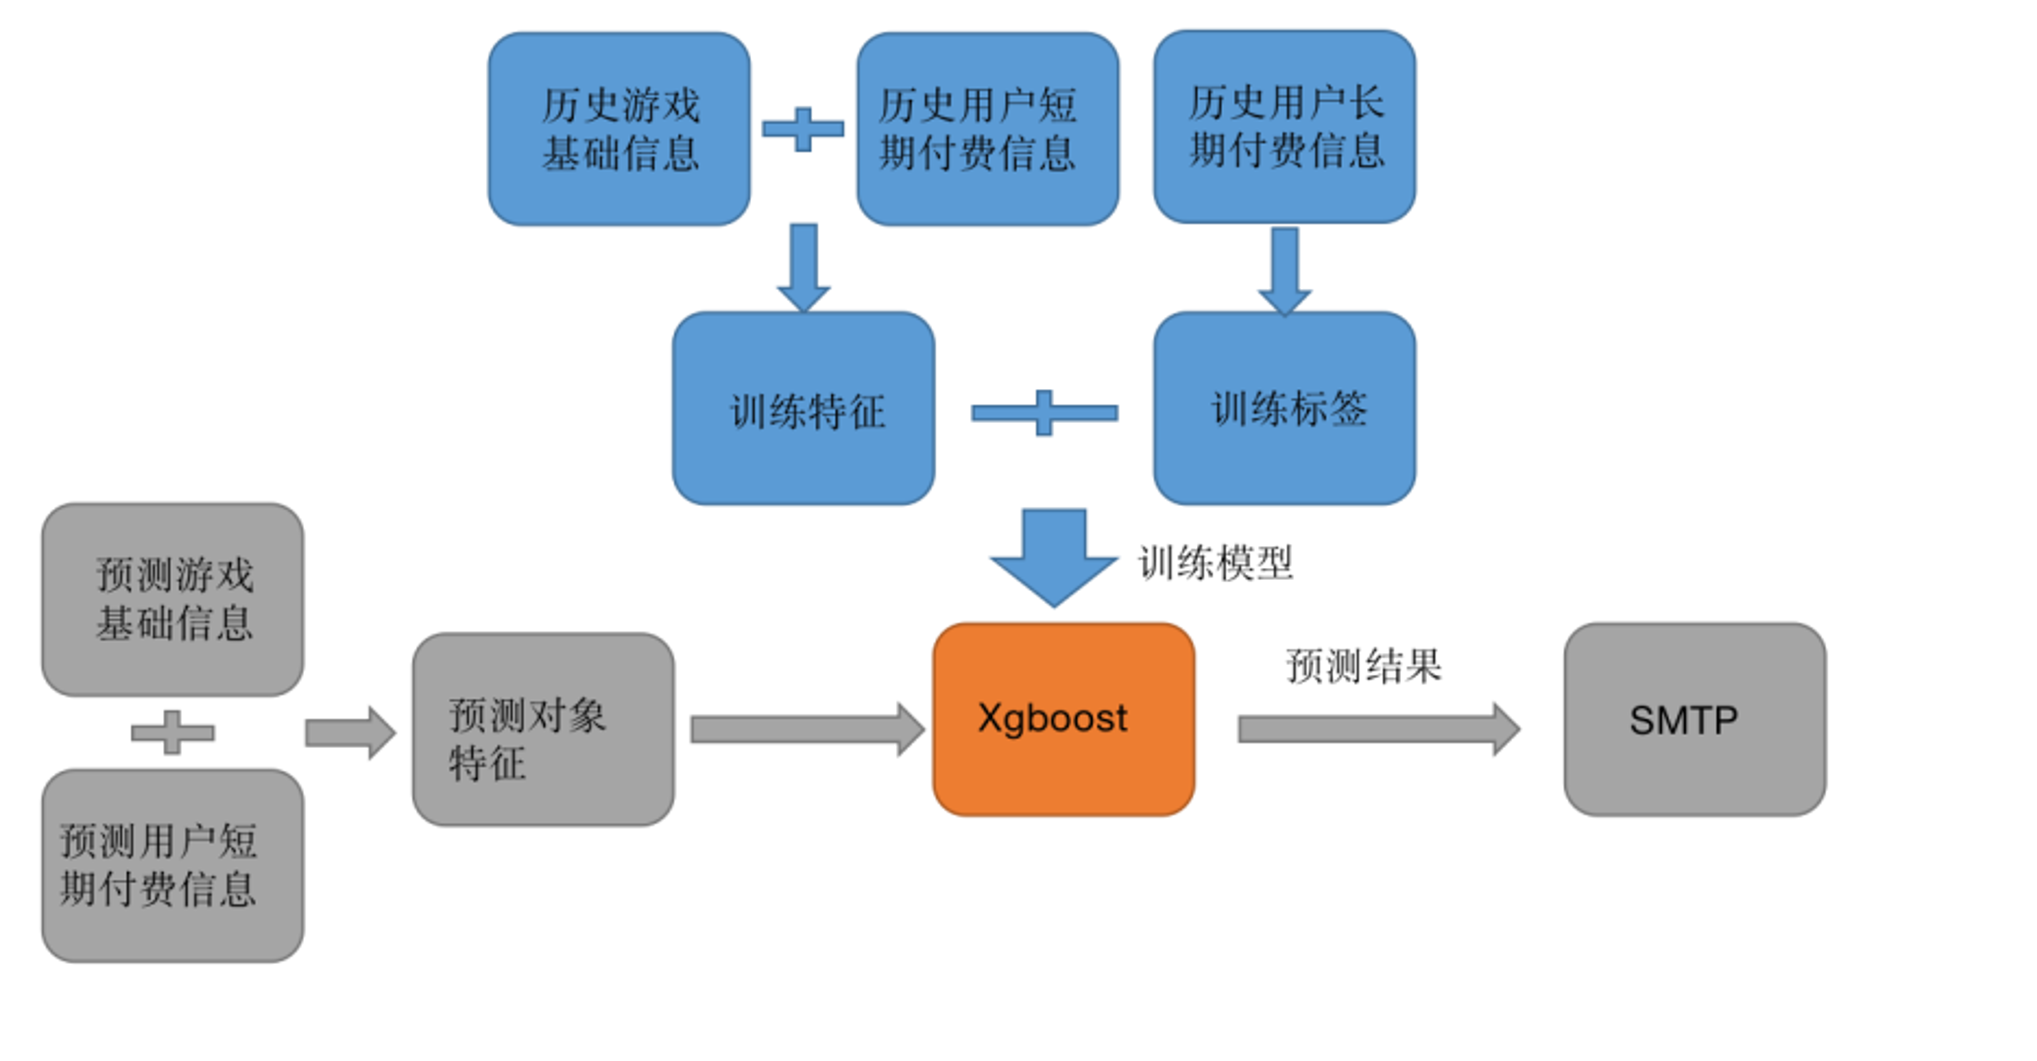 历史游戏
基础信息
历史用户短
期付费信息
历史用户长
期付费信息
训练特征
训练标签
训练模型
预测游戏
基础信息
预测用户短
期付费信息
预测对象
特征
Xgboost
预测结果
SMTP